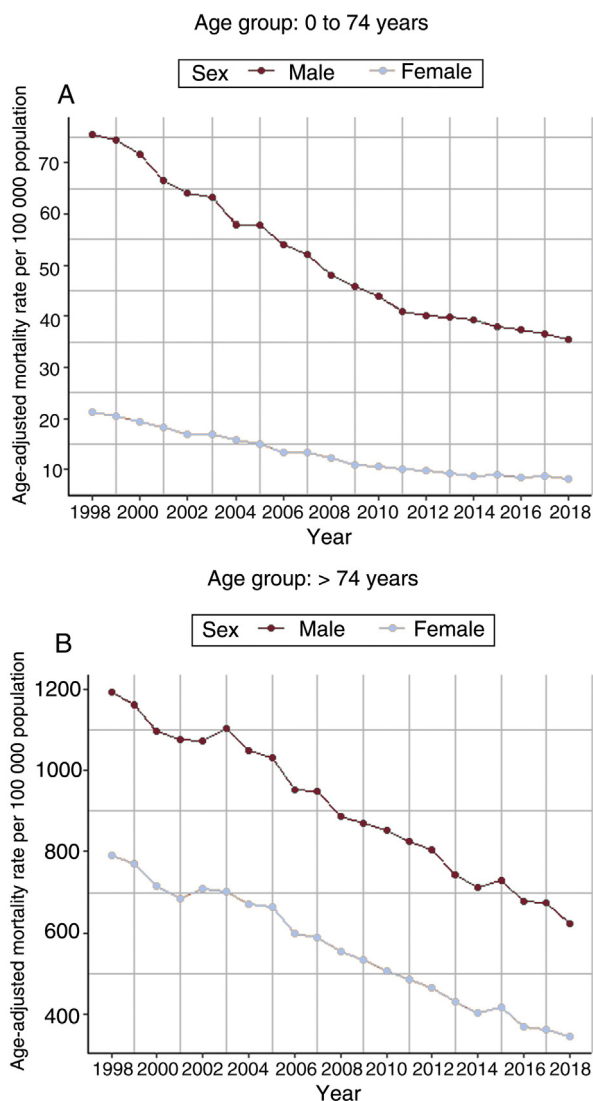 Age group: 0 to 74 years
Sex Male Female
A
Age-adjusted mortality rate per 100 000 population
70
60
50
40
30
20
10
1998 2000 2002 2004 2006 2008 2010 2012 2014 2016 2018
Year
Age group: > 74 years
Sex Male Female
B
Age-adjusted mortality rate per 100 000 population
1200
1000
800
600
400
1998 2000 2002 2004 2006 2008 2010 2012 2014 2016 2018
Year